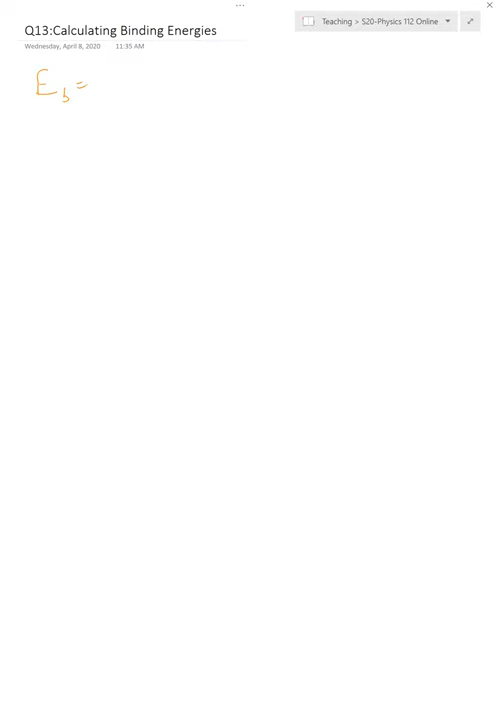 Teaching > S20-Physics 112 Online
Q13:Calculating Binding Energies
Wednesday, April 8, 2020 11:35 AM
E_b =